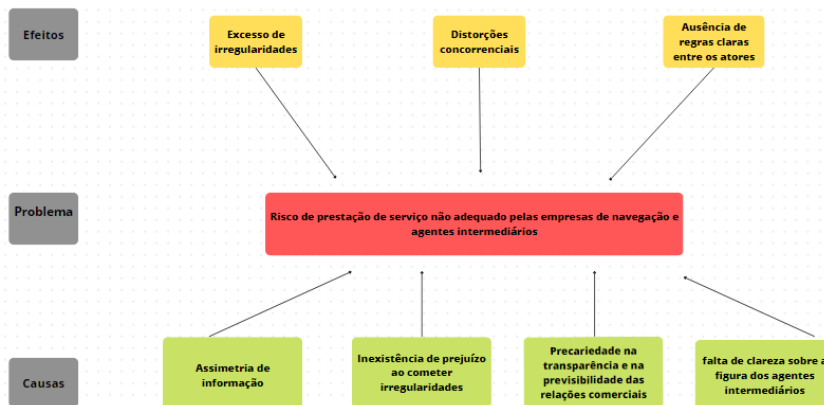 Efeitos
Excesso de
irregularidades
Distorções
concorrenciais
Ausência de
regras claras
entre os atores
Problema
Risco de prestação de serviço não adequado pelas empresas de navegação e
agentes intermediários
Causas
Assimetria de
informação
Inexistência de prejuízo
ao cometer
irregularidades
Precariedade na
transparência e na
previsibilidade das
relações comerciais
falta de clareza sobre a
figura dos agentes
intermediários